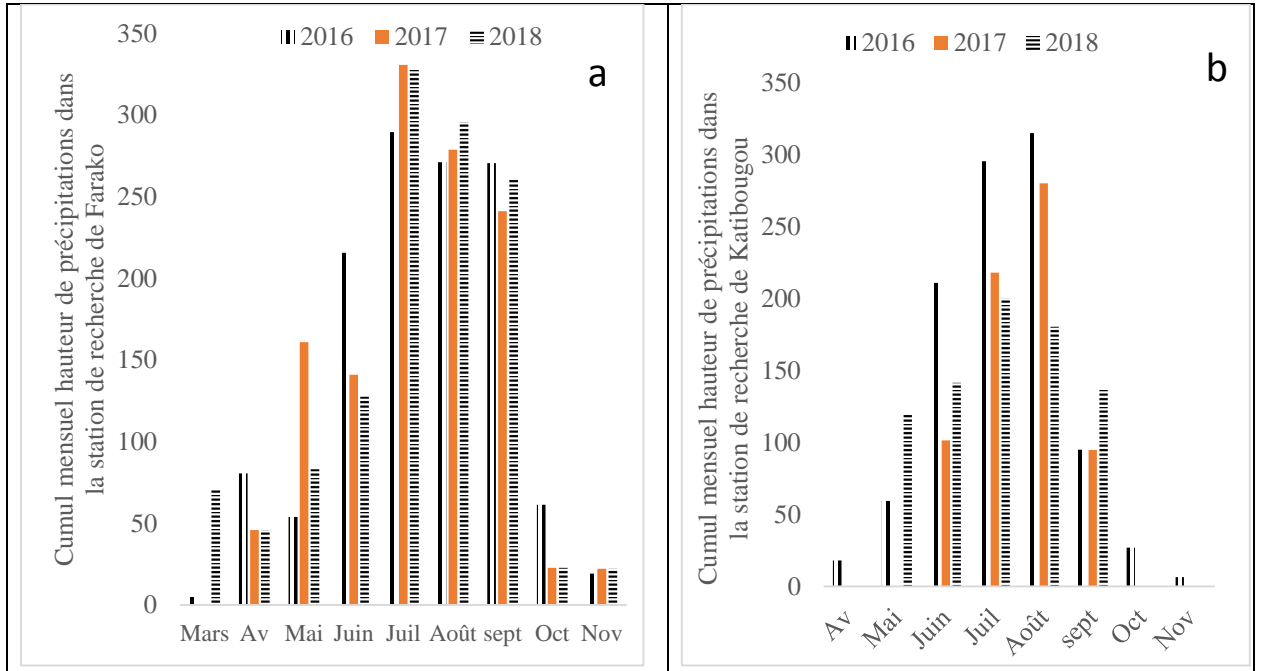 2016 2017 2018
a
Cumul mensuel hauteur de précipitations dans
la station de recherche de Farako
350
300
250
200
150
100
50
0
Mars Av Mai Juin Juil Août sept Oct Nov
2016 2017 2018
b
Cumul mensuel hauteur de précipitations dans
la station de recherche de Katibougou
350
300
250
200
150
100
50
0
Av Mai Juin Juil Août sept Oct Nov